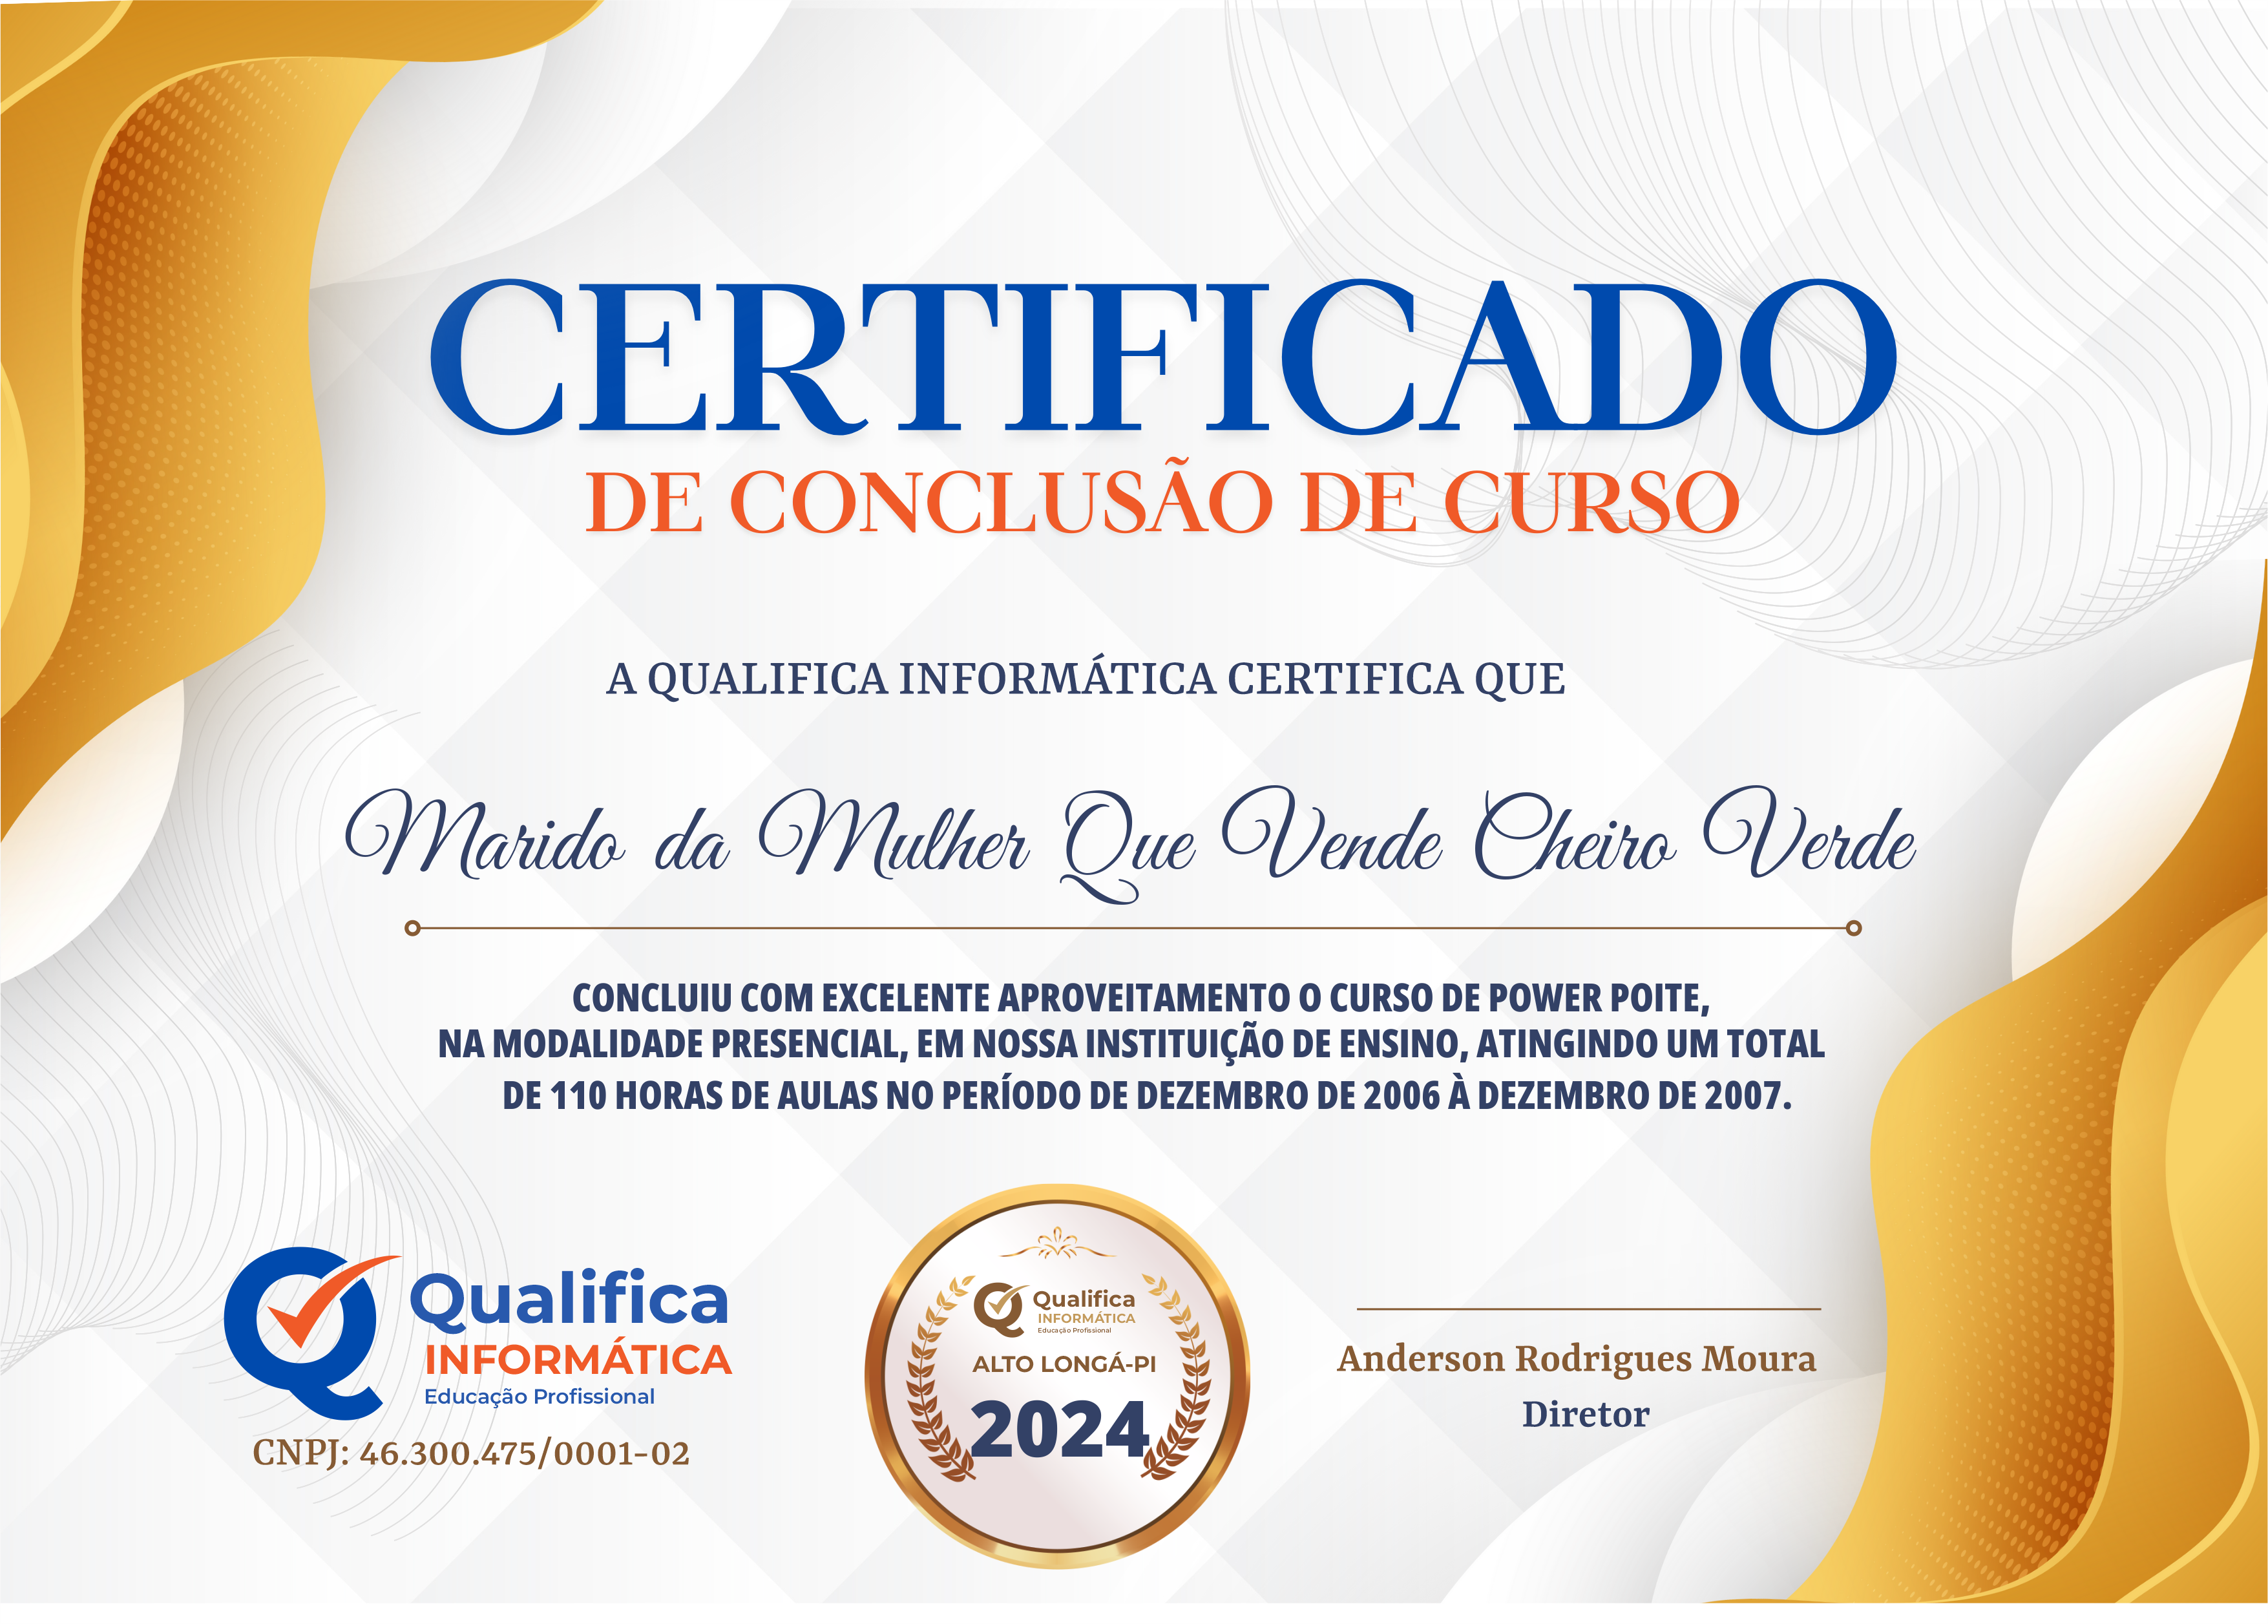 CERTIFICADO
DE CONCLUSÃO DE CURSO
A QUALIFICA INFORMÁTICA CERTIFICA QUE
Marido da Mulher Que Vende Cheiro Verde
CONCLUIU COM EXCELENTE APROVEITAMENTO O CURSO DE POWER POITE,
NA MODALIDADE PRESENCIAL, EM NOSSA INSTITUIÇÃO DE ENSINO, ATINGINDO UM TOTAL
DE 110 HORAS DE AULAS NO PERÍODO DE DEZEMBRO DE 2006 À DEZEMBRO DE 2007.
Qualifica
INFORMÁTICA
Educação Profissional
CNPJ: 46.300.475/0001-02
Qualifica
INFORMÁTICA
Educação Profissional
ALTO LONGÁ-PI
2024
Anderson Rodrigues Moura
Diretor